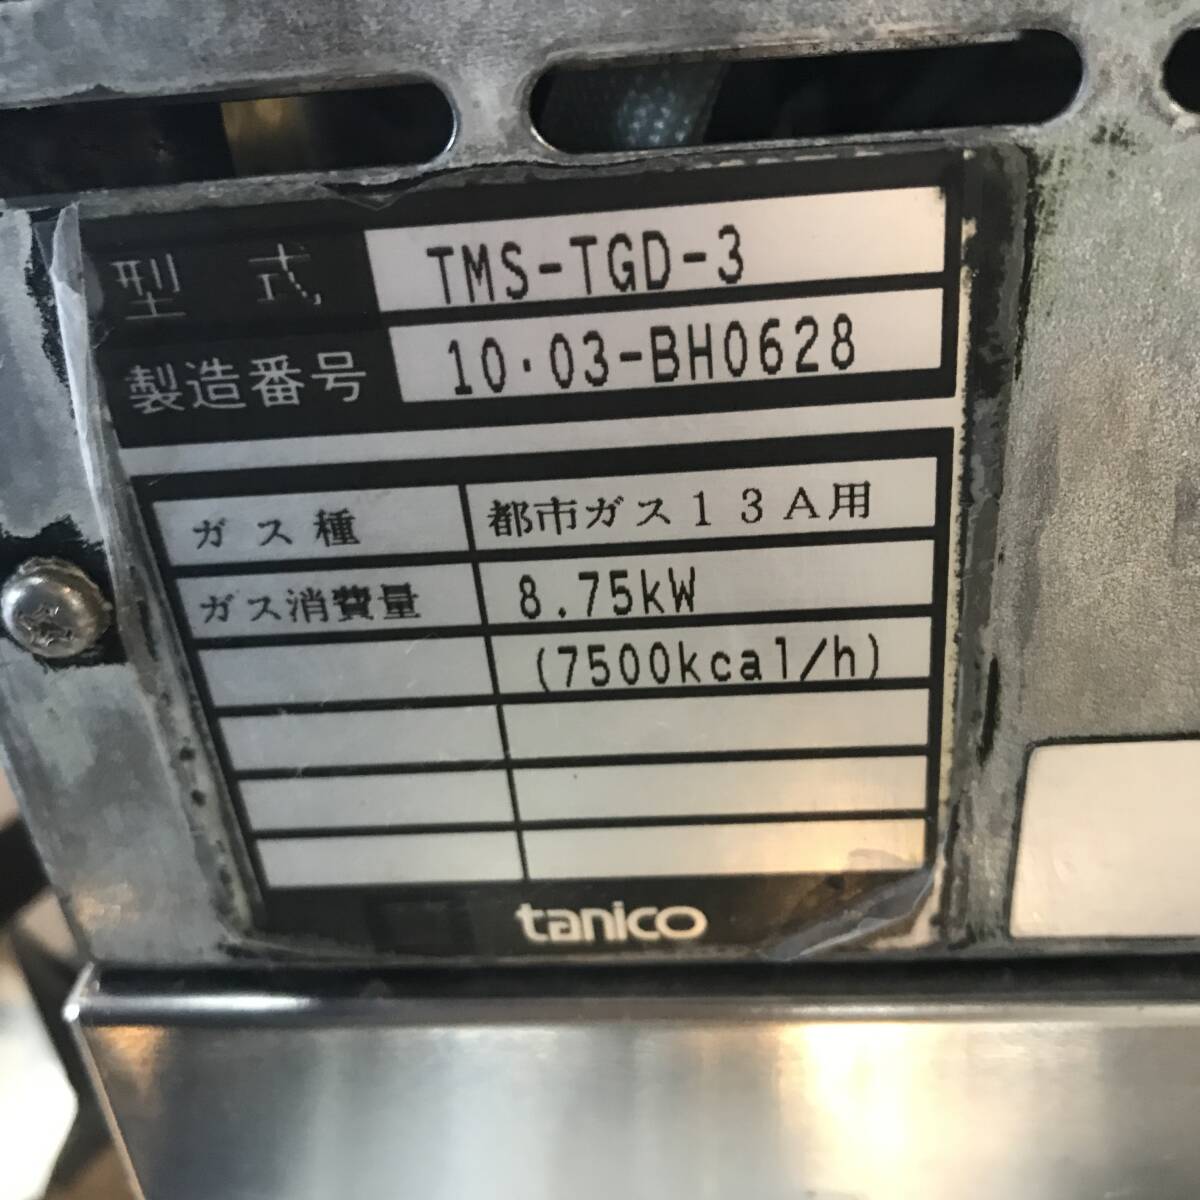 型 式 TMS-TGD-3
製造番号 10・03-BH0628
ガス種 都市ガス13A用
ガス消費量 8.75kW
(7500kcal/h)
tanico